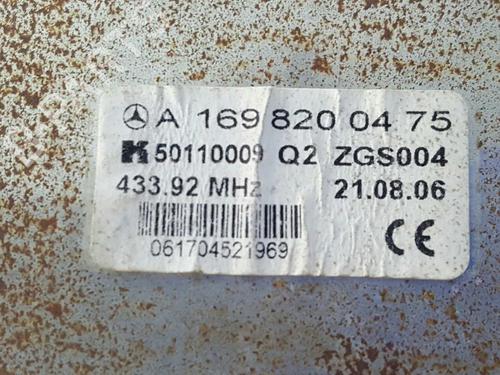 A 169 820 04 75
K 50110009 Q2 ZGS004
433.92 MHz 21.08.06
061704521969
CE